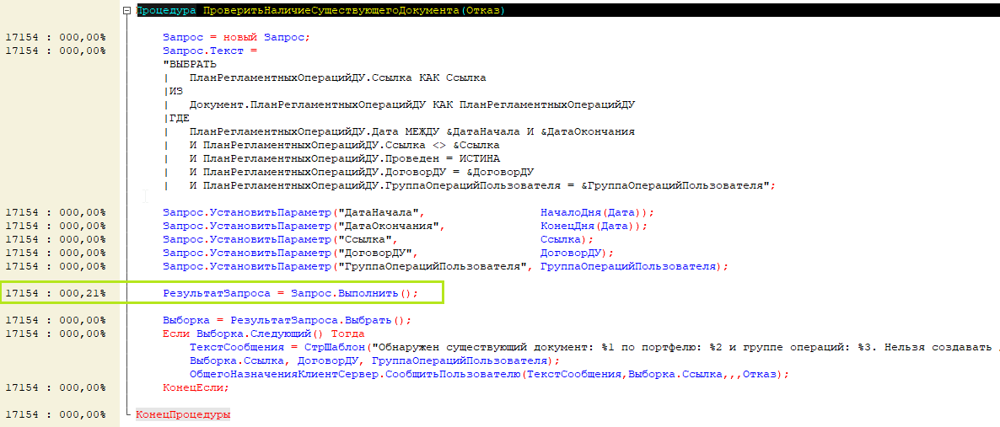 Процедура ПроверитьНаличиеСуществующегоДокумента(Отказ)
17154 : 000,00% Запрос = новый Запрос;
17154 : 000,00% Запрос.Текст =
"ВЫБРАТЬ
| ПланРегламентныхОперацийДУ.Ссылка КАК Ссылка
|ИЗ
| Документ.ПланРегламентныхОперацийДУ КАК ПланРегламентныхОперацийДУ
|ГДЕ
| ПланРегламентныхОперацийДУ.Дата МЕЖДУ &ДатаНачала И &ДатаОкончания
| И ПланРегламентныхОперацийДУ.Ссылка <> &Ссылка
| И ПланРегламентныхОперацийДУ.Проведен = ИСТИНА
| И ПланРегламентныхОперацийДУ.ДоговорДУ = &ДоговорДУ
| И ПланРегламентныхОперацийДУ.ГруппаОперацийПользователя = &ГруппаОперацийПользователя";
17154 : 000,00% Запрос.УстановитьПараметр("ДатаНачала", НачалоДня(Дата));
17154 : 000,00% Запрос.УстановитьПараметр("ДатаОкончания", КонецДня(Дата));
17154 : 000,00% Запрос.УстановитьПараметр("Ссылка", Ссылка);
17154 : 000,00% Запрос.УстановитьПараметр("ДоговорДУ", ДоговорДУ);
17154 : 000,00% Запрос.УстановитьПараметр("ГруппаОперацийПользователя", ГруппаОперацийПользователя);
17154 : 000,21% РезультатЗапроса = Запрос.Выполнить();
17154 : 000,00% Выборка = РезультатЗапроса.Выбрать();
17154 : 000,00% Если Выборка.Следующий() Тогда
ТекстСообщения = СтрШаблон("Обнаружен существующий документ: %1 по портфелю: %2 и группе операций: %3. Нельзя создавать
Выборка.Ссылка, ДоговорДУ, ГруппаОперацийПользователя);
ОбщегоНазначенияКлиентСервер.СообщитьПользователю(ТекстСообщения,Выборка.Ссылка,,,Отказ);
17154 : 000,00% КонецЕсли;
17154 : 000,00% КонецПроцедуры